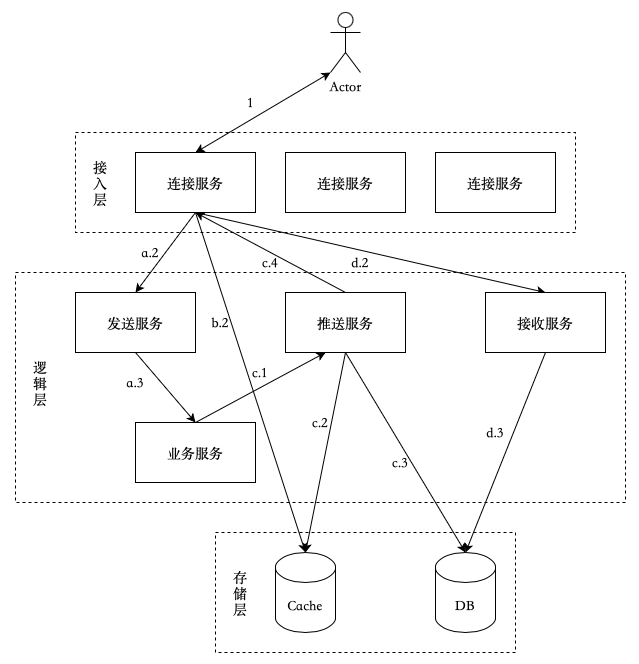 Actor
1
接入层
连接服务
连接服务
连接服务
a.2
c.4
d.2
逻辑层
发送服务
b.2
推送服务
接收服务
a.3
c.1
c.2
d.3
业务服务
c.3
存储层
Cache
DB